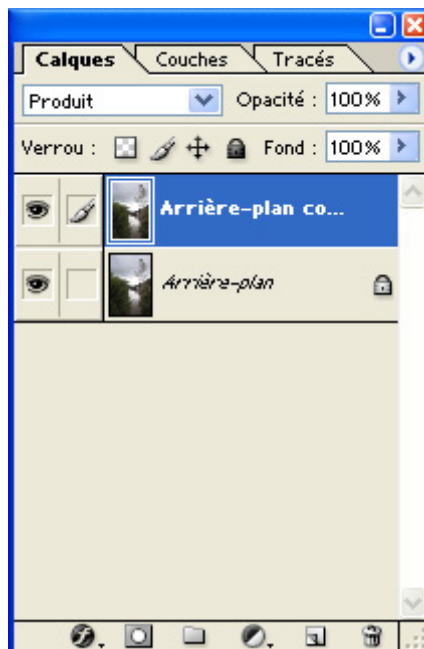 Calques Couches Tracés
Produit Opacité : 100%
Verrou : Fond : 100%
Arrière-plan co...
Arrière-plan